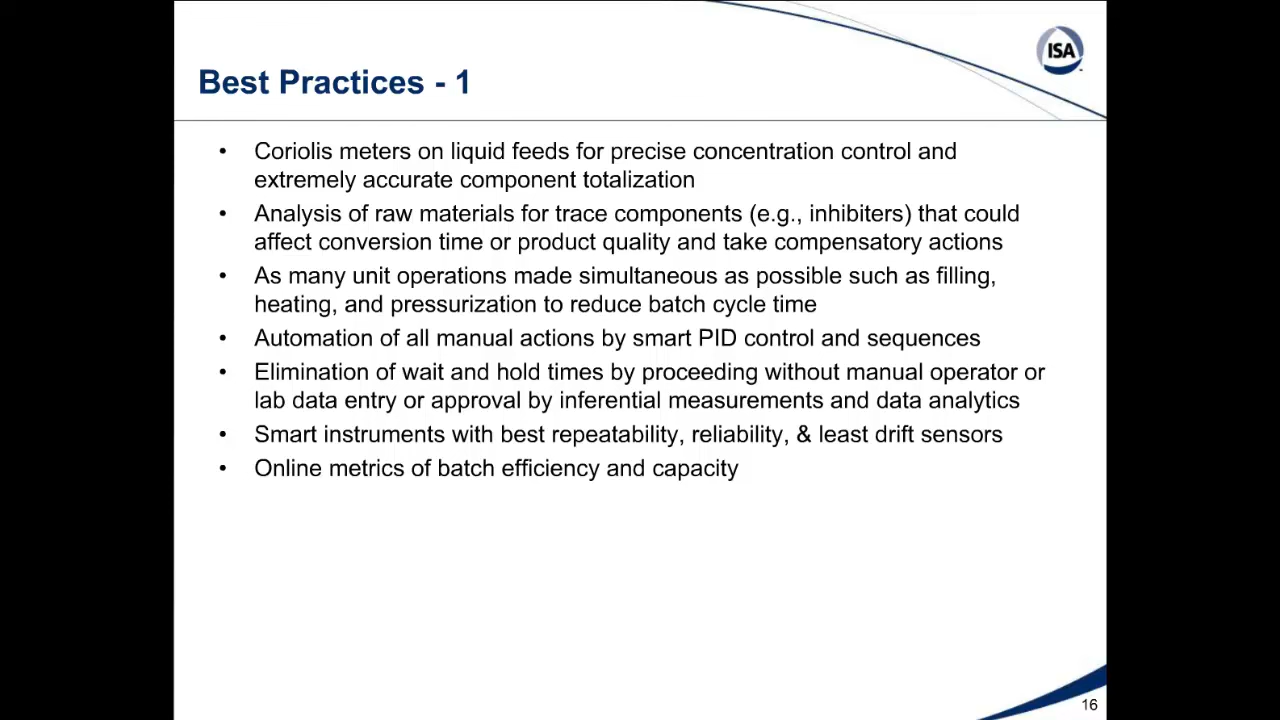 ISA
Best Practices - 1
• Coriolis meters on liquid feeds for precise concentration control and
extremely accurate component totalization
• Analysis of raw materials for trace components (e.g., inhibiters) that could
affect conversion time or product quality and take compensatory actions
• As many unit operations made simultaneous as possible such as filling,
heating, and pressurization to reduce batch cycle time
• Automation of all manual actions by smart PID control and sequences
• Elimination of wait and hold times by proceeding without manual operator or
lab data entry or approval by inferential measurements and data analytics
• Smart instruments with best repeatability, reliability, & least drift sensors
• Online metrics of batch efficiency and capacity
16